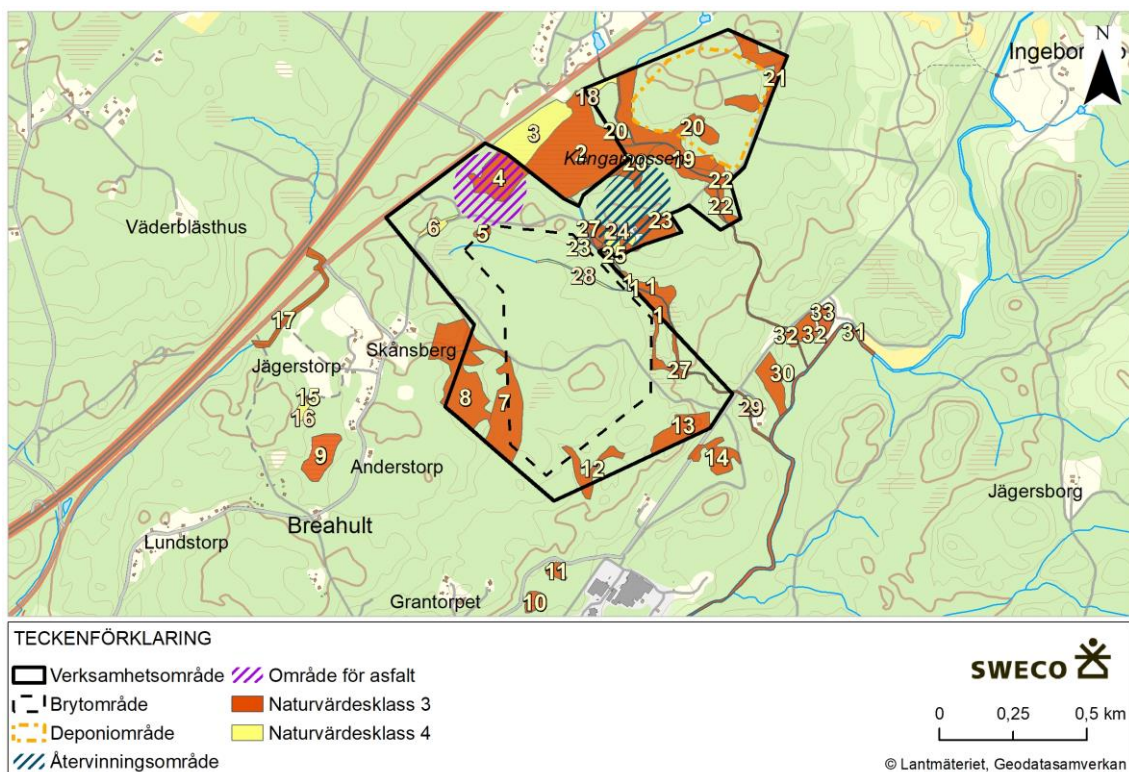 N
Ingebor
21
18
3
20
20
2
Kungamossen
19
20
4
22
22
Väderblästhus
6
5
27
24
23
23
25
28
1
1
1
1
17
Skånsberg
33
32
32
31
Jägerstorp
27
30
15
8
7
16
29
13
9
Anderstorp
12
14
Jägersborg
Breahult
Lundstorp
11
Grantorpet
10
TECKENFÖRKLARING
Verksamhetsområde
Område för asfalt
Brytområde
Naturvärdesklass 3
Deponiområde
Naturvärdesklass 4
Återvinningsområde
SWECO
0 0,25 0,5 km
© Lantmäteriet, Geodatasamverkan